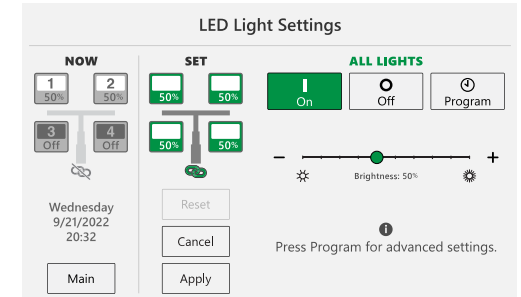 LED Light Settings
NOW
SET
ALL LIGHTS
1
50%
2
50%
50%
50%
On
Off
Program
3
Off
4
Off
50%
50%
Brightness: 50%
Wednesday
9/21/2022
20:32
Reset
Cancel
Press Program for advanced settings.
Main
Apply